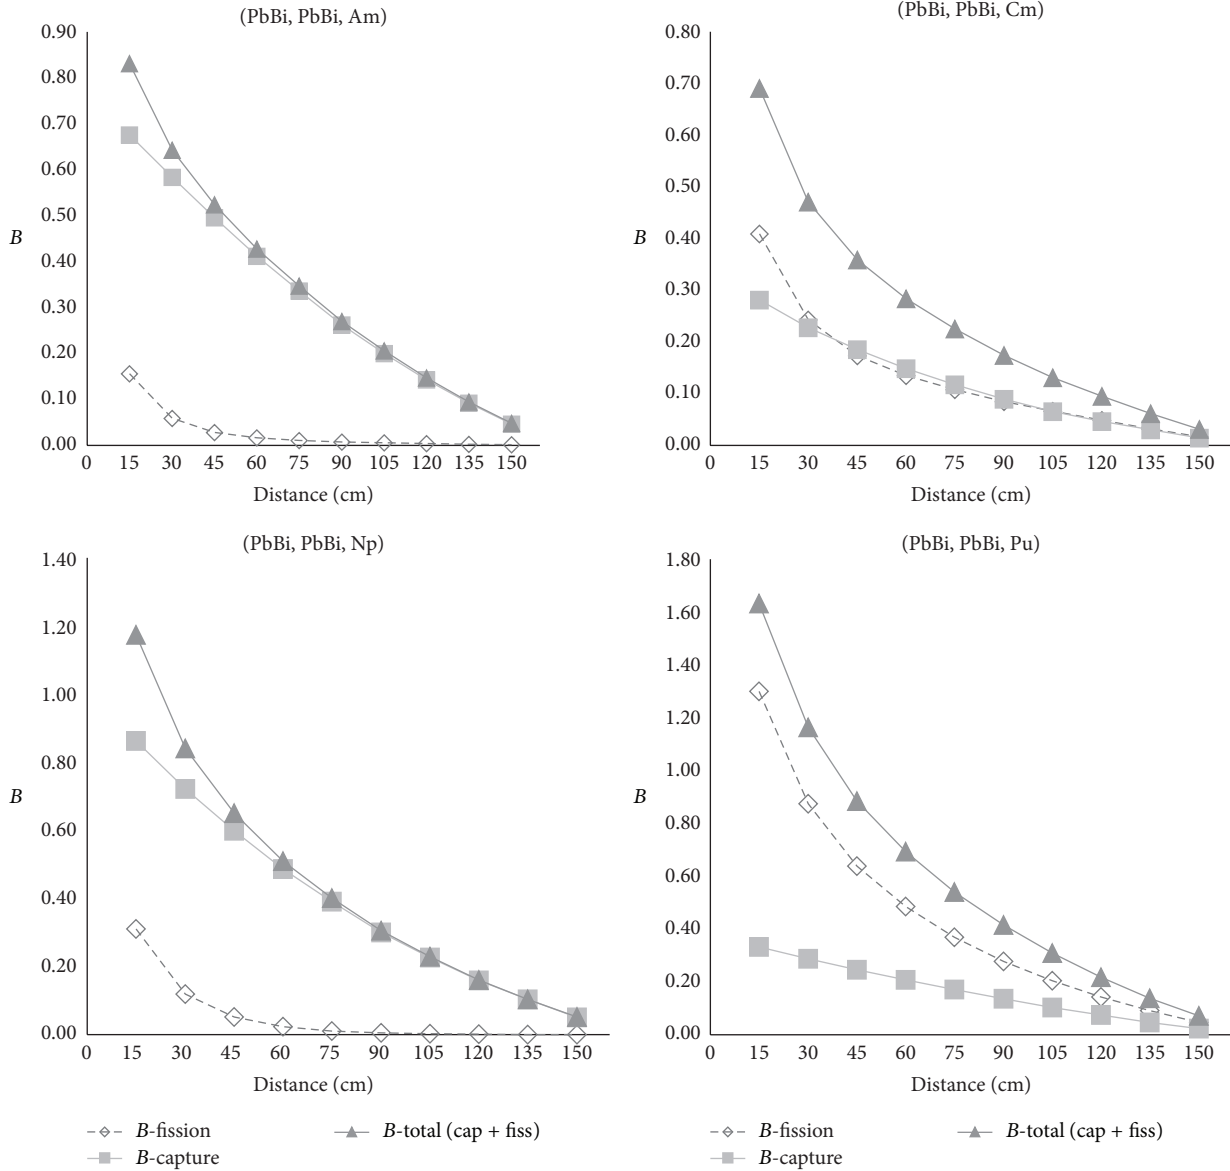 (PbBi, PbBi, Am)
0.90
0.80
0.70
0.60
0.50
0.40
0.30
0.20
0.10
0.00
B
0 15 30 45 60 75 90 105 120 135 150
Distance (cm)
(PbBi, PbBi, Cm)
0.80
0.70
0.60
0.50
0.40
0.30
0.20
0.10
0.00
B
0 15 30 45 60 75 90 105 120 135 150
Distance (cm)
(PbBi, PbBi, Np)
1.40
1.20
1.00
0.80
0.60
0.40
0.20
0.00
B
0 15 30 45 60 75 90 105 120 135 150
Distance (cm)
B-fission
B-capture
B-total (cap + fiss)
(PbBi, PbBi, Pu)
1.80
1.60
1.40
1.20
1.00
0.80
0.60
0.40
0.20
0.00
B
0 15 30 45 60 75 90 105 120 135 150
Distance (cm)
B-fission
B-capture
B-total (cap + fiss)